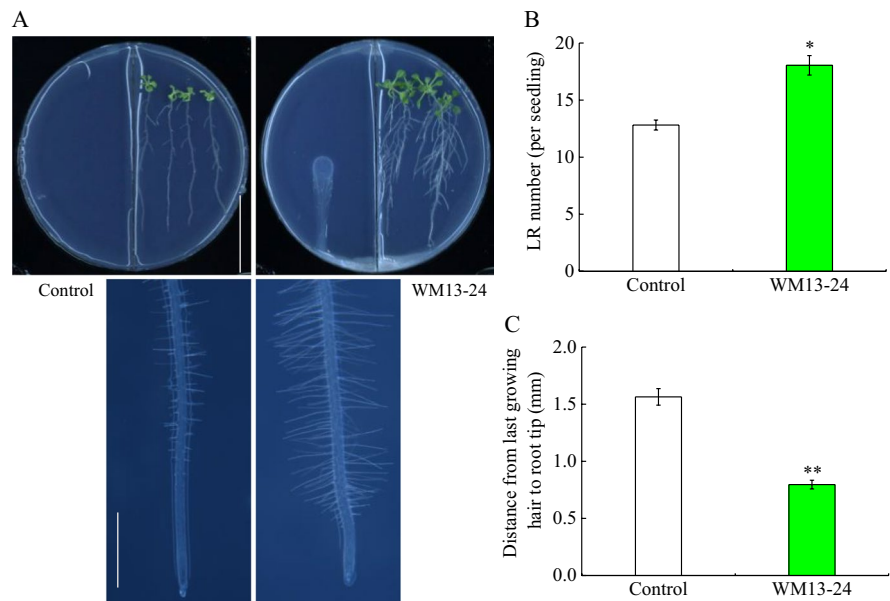 A
Control
WM13-24
B
LR number (per seedling)
20
15
10
5
0
*
Control
WM13-24
C
Distance from last growing
hair to root tip (mm)
2.0
1.5
1.0
0.5
0.0
**
Control
WM13-24